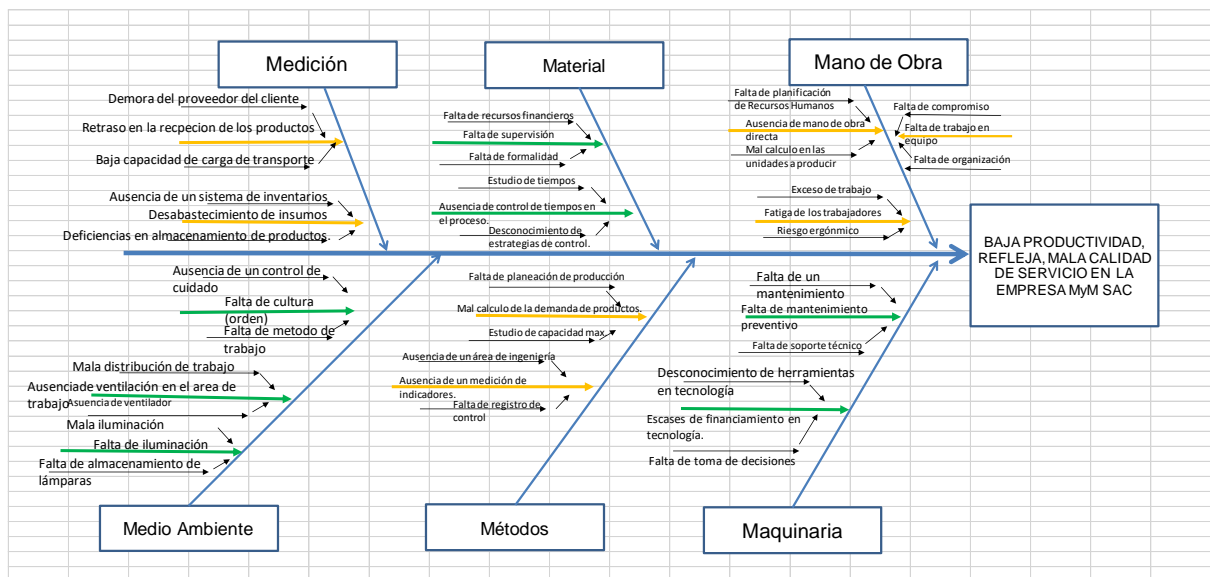 Medición
Material
Mano de Obra
Demora del proveedor del cliente
Retraso en la recpecion de los productos
Baja capacidad de carga de transporte
Ausencia de un sistema de inventarios
Desabastecimiento de insumos
Deficiencias en almacenamiento de productos.
Falta de recursos financieros
Falta de supervisión
Falta de formalidad
Estudio de tiempos
Ausencia de control de tiempos en
el proceso.
Desconocimiento de
estrategias de control.
Falta de planificación
de Recursos Humanos
Ausencia de mano de obra
directa
Mal calculo en las
unidades a producir
Falta de compromiso
Falta de trabajo en
equipo
Falta de organización
Exceso de trabajo
Fatiga de los trabajadores
Riesgo ergónmico
BAJA PRODUCTIVIDAD,
REFLEJA, MALA CALIDAD
DE SERVICIO EN LA
EMPRESA MyM SAC
Ausencia de un control de
cuidado
Falta de cultura
(orden)
Falta de metodo de
trabajo
Mala distribución de trabajo
Ausencia de ventilación en el area de
trabajo
Asuencia de ventilador
Mala iluminación
Falta de iluminación
Falta de almacenamiento de
lámparas
Falta de planeación de producción
Mal calculo de la demanda de productos.
Estudio de capacidad max.
Ausencia de un área de ingeniería
Ausencia de un medición de
indicadores.
Falta de registro de
control
Falta de un
mantenimiento
Falta de mantenimiento
preventivo
Falta de soporte técnico
Desconocimiento de herramientas
en tecnología
Escases de financiamiento en
tecnología.
Falta de toma de decisiones
Medio Ambiente
Métodos
Maquinaria